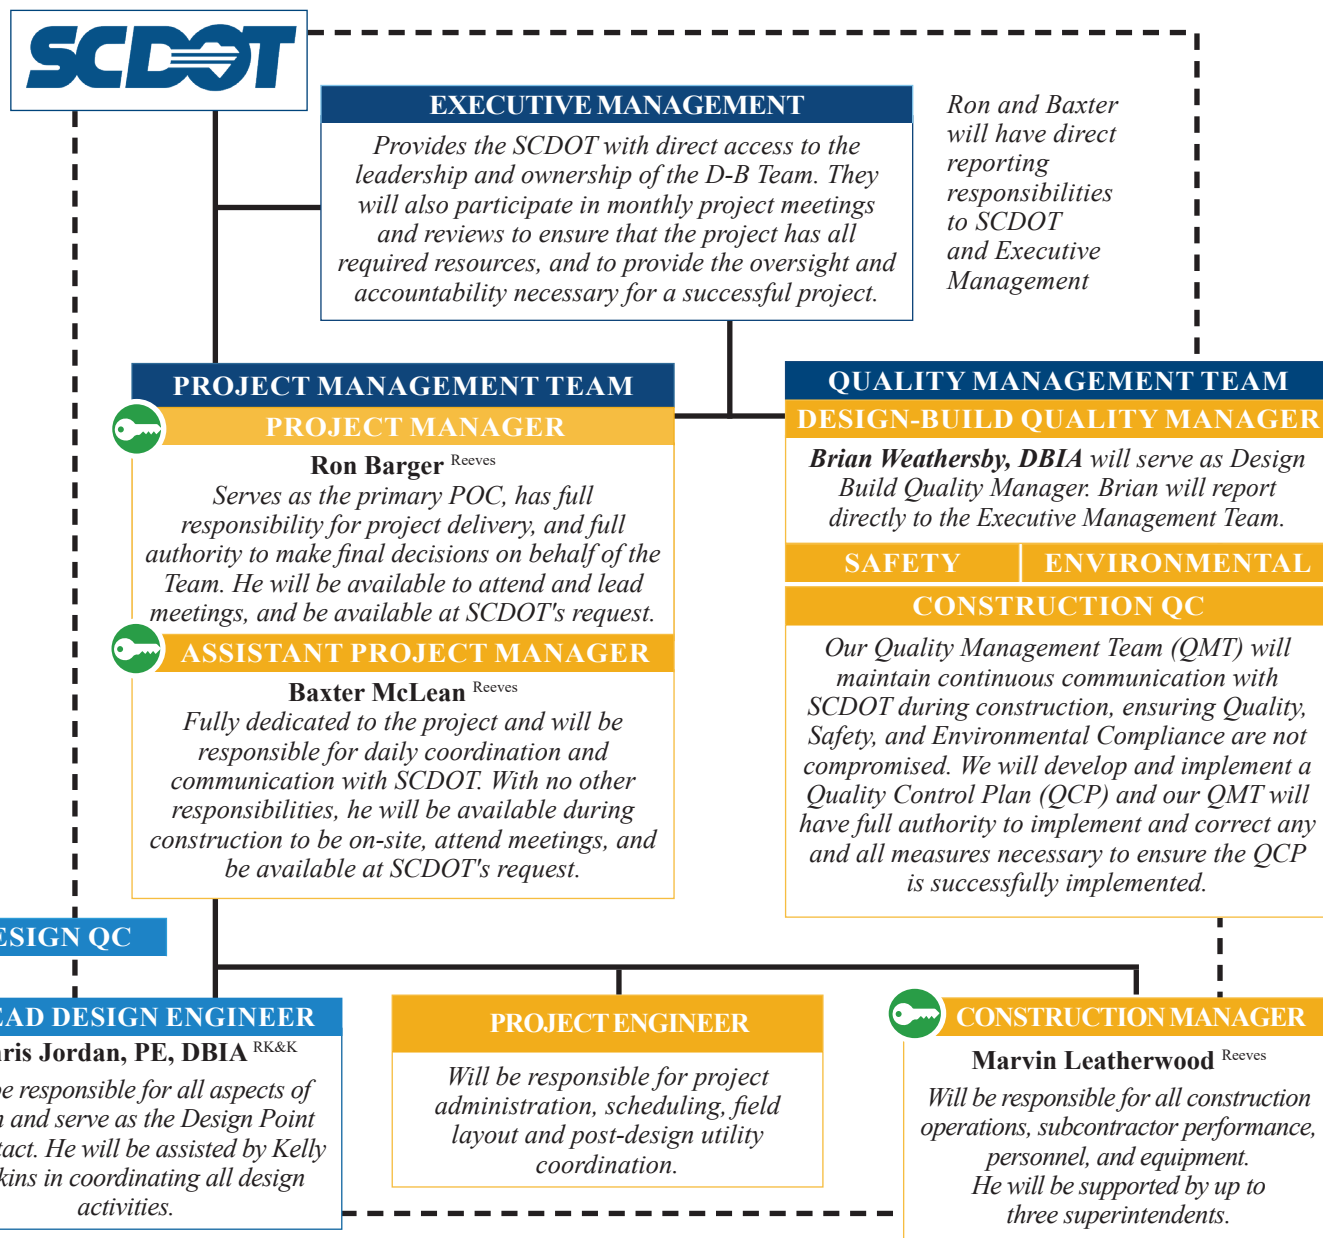 SCDOT
EXECUTIVE MANAGEMENT
Provides the SCDOT with direct access to the
leadership and ownership of the D-B Team. They
will also participate in monthly project meetings
and reviews to ensure that the project has all
required resources, and to provide the oversight and
accountability necessary for a successful project.
Ron and Baxter
will have direct
reporting
responsibilities
to SCDOT
and Executive
Management
PROJECT MANAGEMENT TEAM
PROJECT MANAGER
Ron Barger Reeves
Serves as the primary POC, has full
responsibility for project delivery, and full
authority to make final decisions on behalf of the
Team. He will be available to attend and lead
meetings, and be available at SCDOT's request.
ASSISTANT PROJECT MANAGER
Baxter McLean Reeves
Fully dedicated to the project and will be
responsible for daily coordination and
communication with SCDOT. With no other
responsibilities, he will be available during
construction to be on-site, attend meetings, and
be available at SCDOT's request.
QUALITY MANAGEMENT TEAM
DESIGN-BUILD QUALITY MANAGER
Brian Weathersby, DBIA will serve as Design
Build Quality Manager. Brian will report
directly to the Executive Management Team.
SAFETY
ENVIRONMENTAL
CONSTRUCTION QC
Our Quality Management Team (QMT) will
maintain continuous communication with
SCDOT during construction, ensuring Quality,
Safety, and Environmental Compliance are not
compromised. We will develop and implement a
Quality Control Plan (QCP) and our QMT will
have full authority to implement and correct any
and all measures necessary to ensure the QCP
is successfully implemented.
ESIGN QC
EAD DESIGN ENGINEER
ris Jordan, PE, DBIA RK&K
be responsible for all aspects of
n and serve as the Design Point
tact. He will be assisted by Kelly
kins in coordinating all design
activities.
PROJECT ENGINEER
Will be responsible for project
administration, scheduling, field
layout and post-design utility
coordination.
CONSTRUCTION MANAGER
Marvin Leatherwood Reeves
Will be responsible for all construction
operations, subcontractor performance,
personnel, and equipment.
He will be supported by up to
three superintendents.